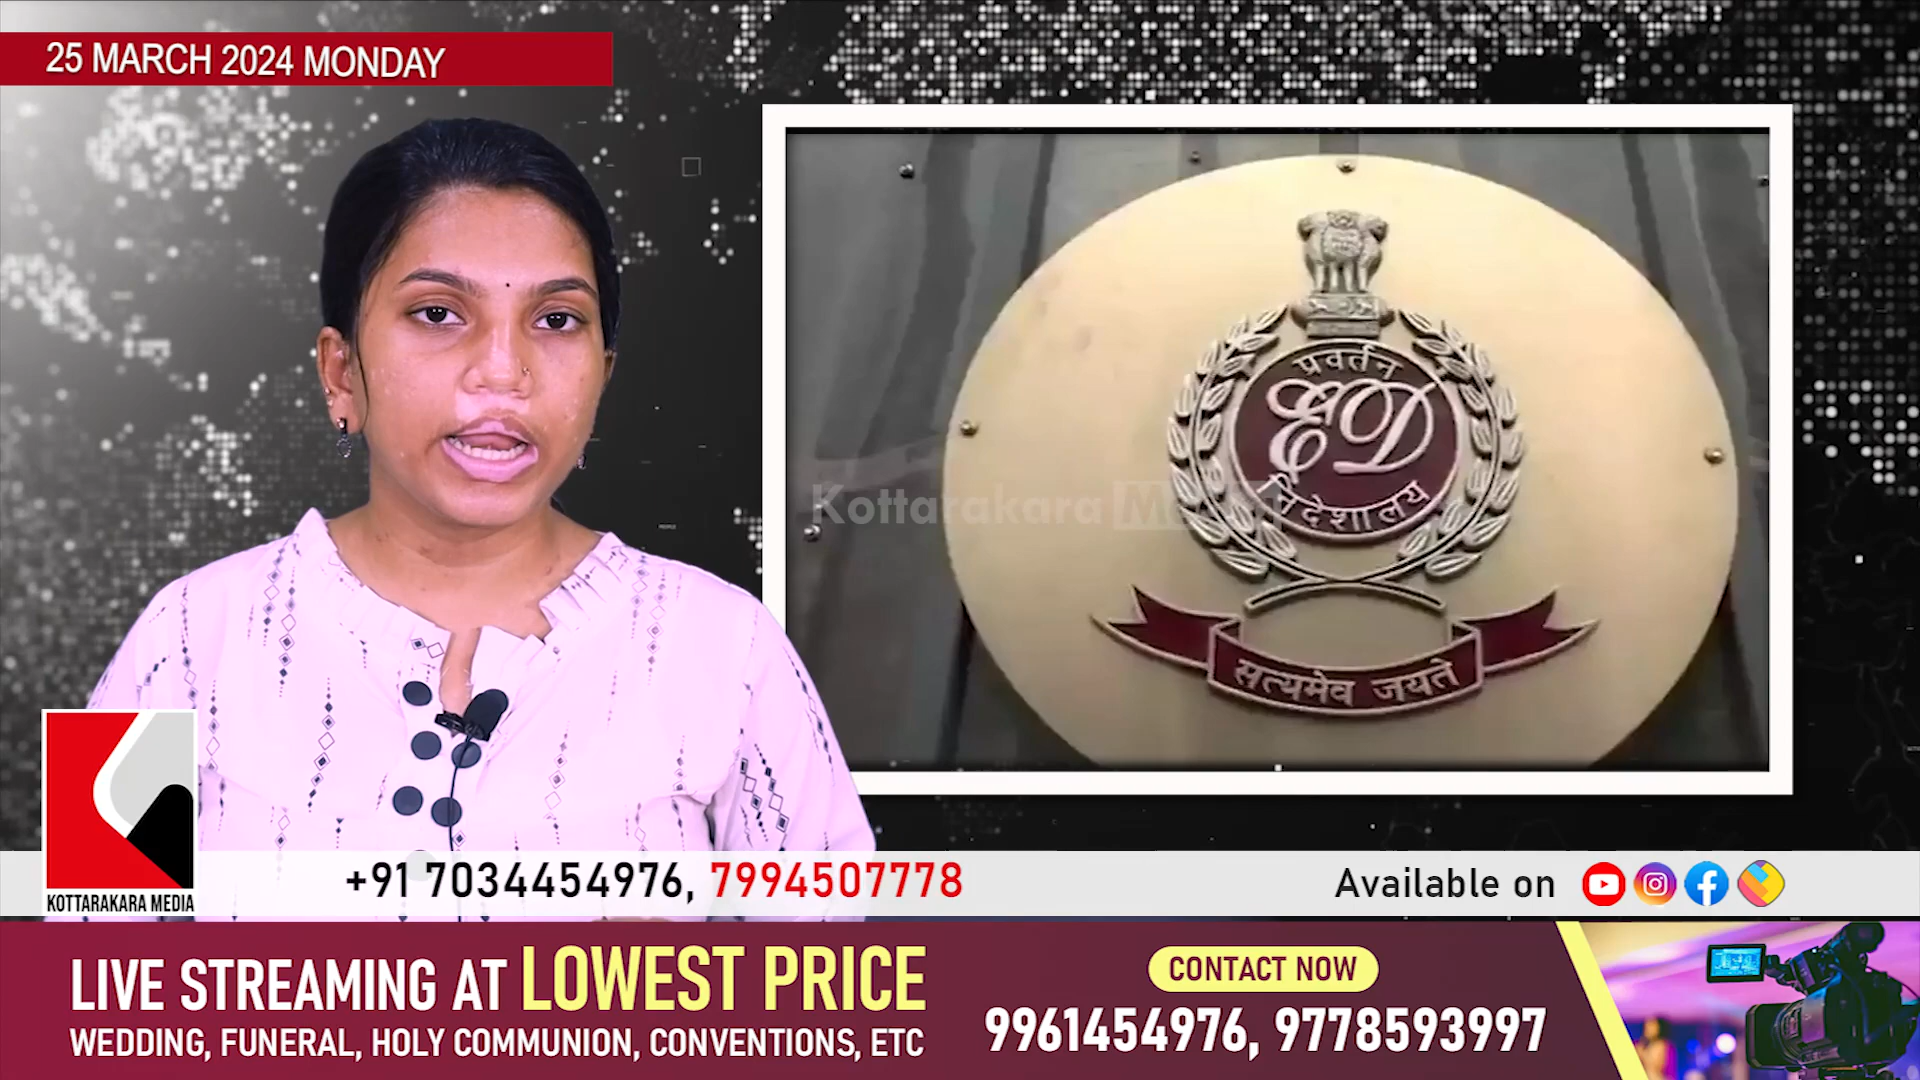 25 MARCH 2024 MONDAY
प्रवर्तन
ED
निदेशालय
सत्यमेव जयते
Kottarakara Media
KOTTARAKARA MEDIA
+91 7034454976, 7994507778
Available on
LIVE STREAMING AT LOWEST PRICE
WEDDING, FUNERAL, HOLY COMMUNION, CONVENTIONS, ETC
CONTACT NOW
9961454976, 9778593997